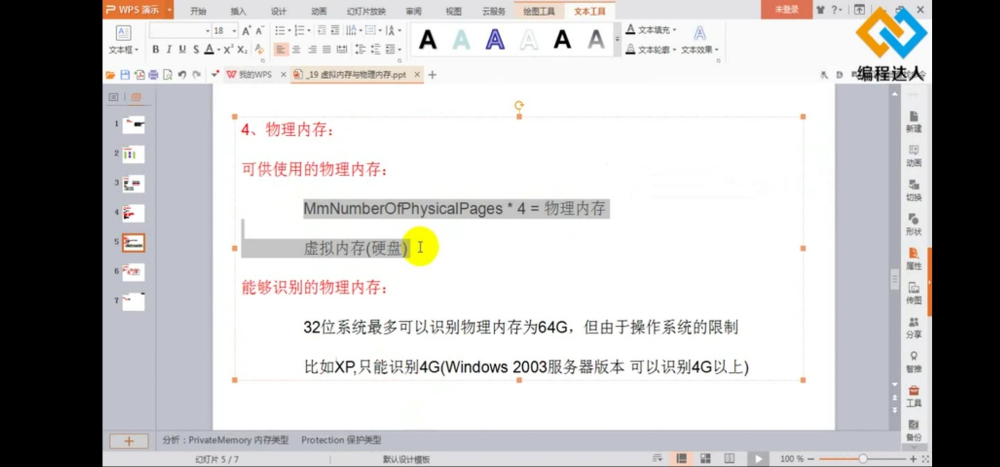 WPS 演示
开始 插入 设计 动画 幻灯片放映 审阅 视图 云服务 绘图工具 文本工具
未登录
?
文本框
18
A A
B I U S A X² X₂
A A A A A A
文本填充
文本轮廓
文本效果
我的WPS
_19 虚拟内存与物理内存.ppt
编程达人
1
2
3
4
5
6
7
4、物理内存：
可供使用的物理内存：
MmNumberOfPhysicalPages * 4 = 物理内存
虚拟内存(硬盘)
能够识别的物理内存：
32位系统最多可以识别物理内存为64G，但由于操作系统的限制
比如XP,只能识别4G(Windows 2003服务器版本 可以识别4G以上)
新建
动画
切换
形状
属性
传图
分享
智推
工具
备份
分析：PrivateMemory 内存类型 Protection 保护类型
幻灯片 5 / 7
默认设计模板
100 %